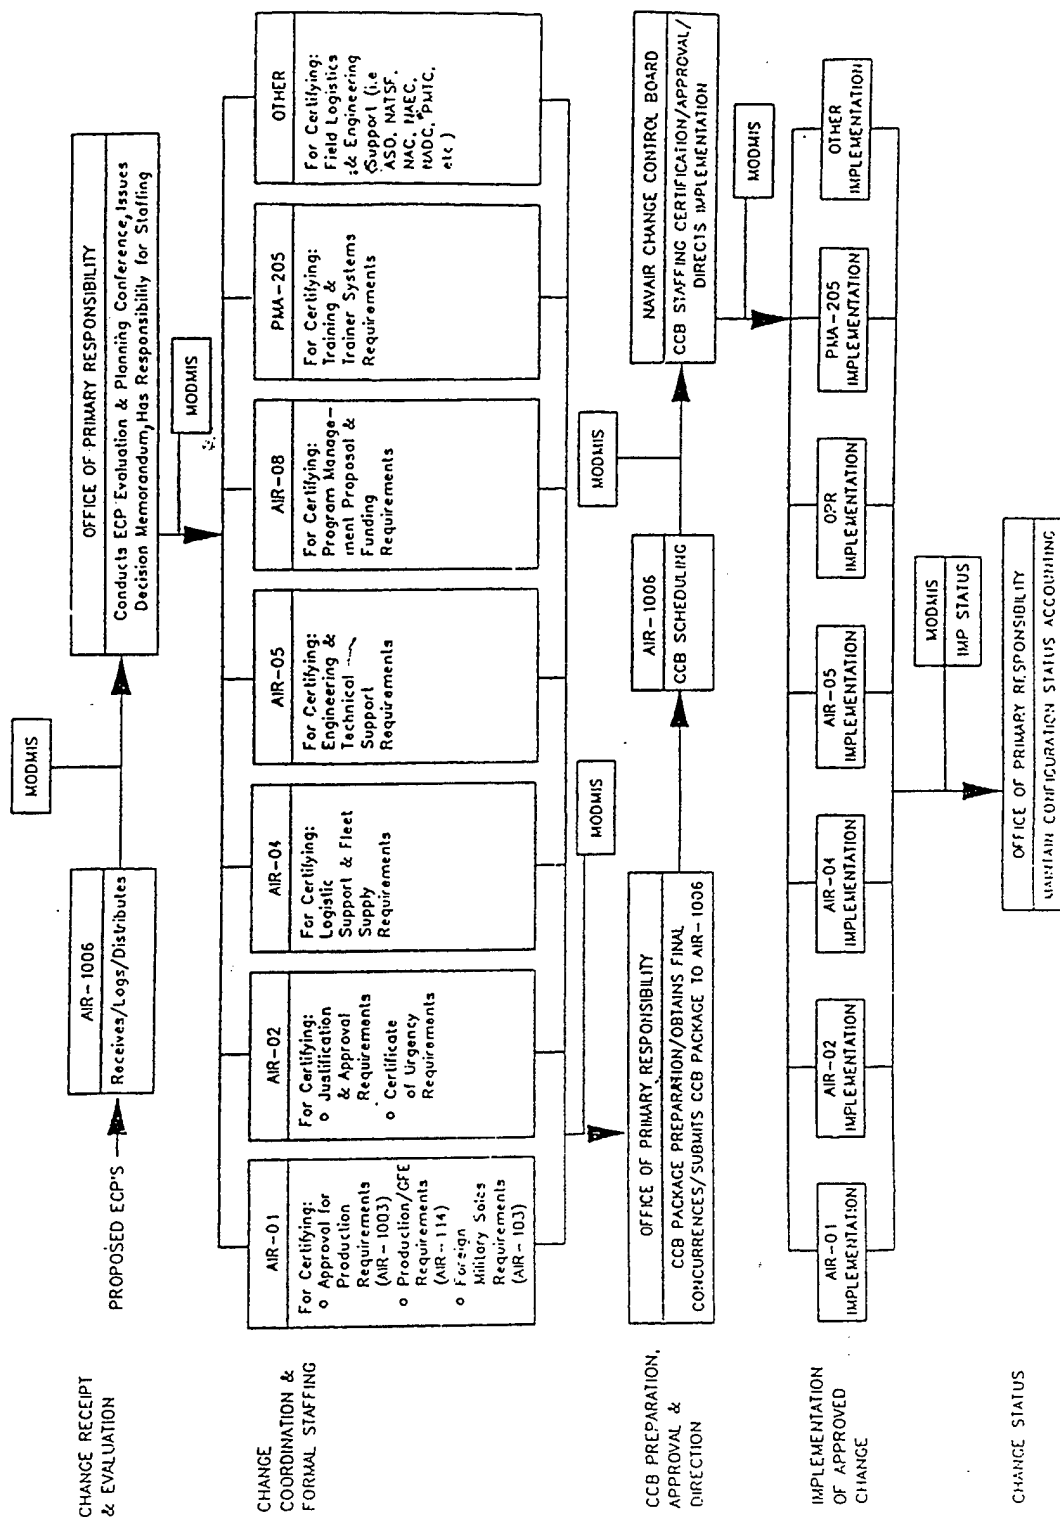 CHANGE RECEIPT
& EVALUATION
PROPOSED ECP'S
AIR-1006
Receives/Logs/Distributes
MODMIS
OFFICE OF PRIMARY RESPONSIBILITY
Conducts ECP Evaluation & Planning Conference, Issues
Decision Memorandum, Has Responsibility for Staffing
MODMIS
CHANGE
COORDINATION &
FORMAL STAFFING
AIR-01
For Certifying:
o Approval for
Production
Requirements
(AIR-1003)
o Production/GFE
Requirements
(AIR-114)
o Foreign
Military Sales
Requirements
(AIR-103)
AIR-02
For Certifying:
o Justification
& Approval
Requirements
o Certificate
of Urgency
Requirements
AIR-04
For Certifying:
Logistic
Support & Fleet
Supply
Requirements
AIR-05
For Certifying:
Engineering &
Technical
Support
Requirements
AIR-08
For Certifying:
Program Manage-
ment Proposal &
Funding
Requirements
PMA-205
For Certifying:
Training &
Trainer Systems
Requirements
OTHER
For Certifying:
Field Logistics
& Engineering
Support (i.e
ASO, NATSF,
NAC, NAEC,
NADC, PMTC,
etc)
MODMIS
CCB PREPARATION,
APPROVAL &
DIRECTION
OFFICE OF PRIMARY RESPONSIBILITY
CCB PACKAGE PREPARATION/OBTAINS FINAL
CONCURRENCES/SUBMITS CCB PACKAGE TO AIR-1006
AIR-1006
CCB SCHEDULING
MODMIS
NAVAIR CHANGE CONTROL BOARD
CCB STAFFING CERTIFICATION/APPROVAL/
DIRECTS IMPLEMENTATION
MODMIS
IMPLEMENTATION
OF APPROVED
CHANGE
AIR-01
IMPLEMENTATION
AIR-02
IMPLEMENTATION
AIR-04
IMPLEMENTATION
AIR-05
IMPLEMENTATION
OPR
IMPLEMENTATION
PMA-205
IMPLEMENTATION
OTHER
IMPLEMENTATION
MODMIS
IMP STATUS
CHANGE STATUS
OFFICE OF PRIMARY RESPONSIBILITY
MAINTAIN CONFIGURATION STATUS ACCOUNTING